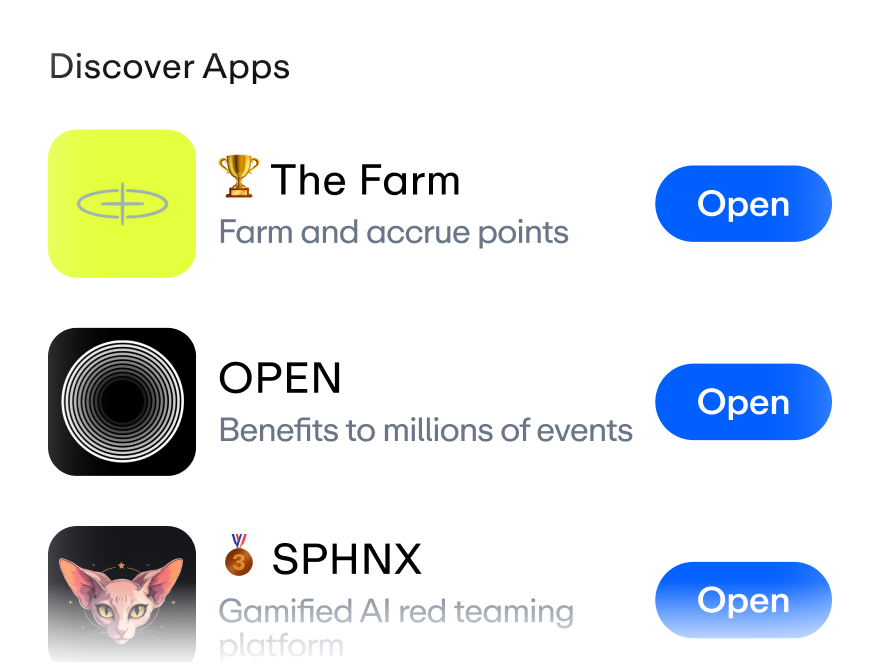 Discover Apps
🏆 The Farm
Farm and accrue points
Open
OPEN
Benefits to millions of events
Open
🥉 SPHNX
Gamified AI red teaming
platform
Open